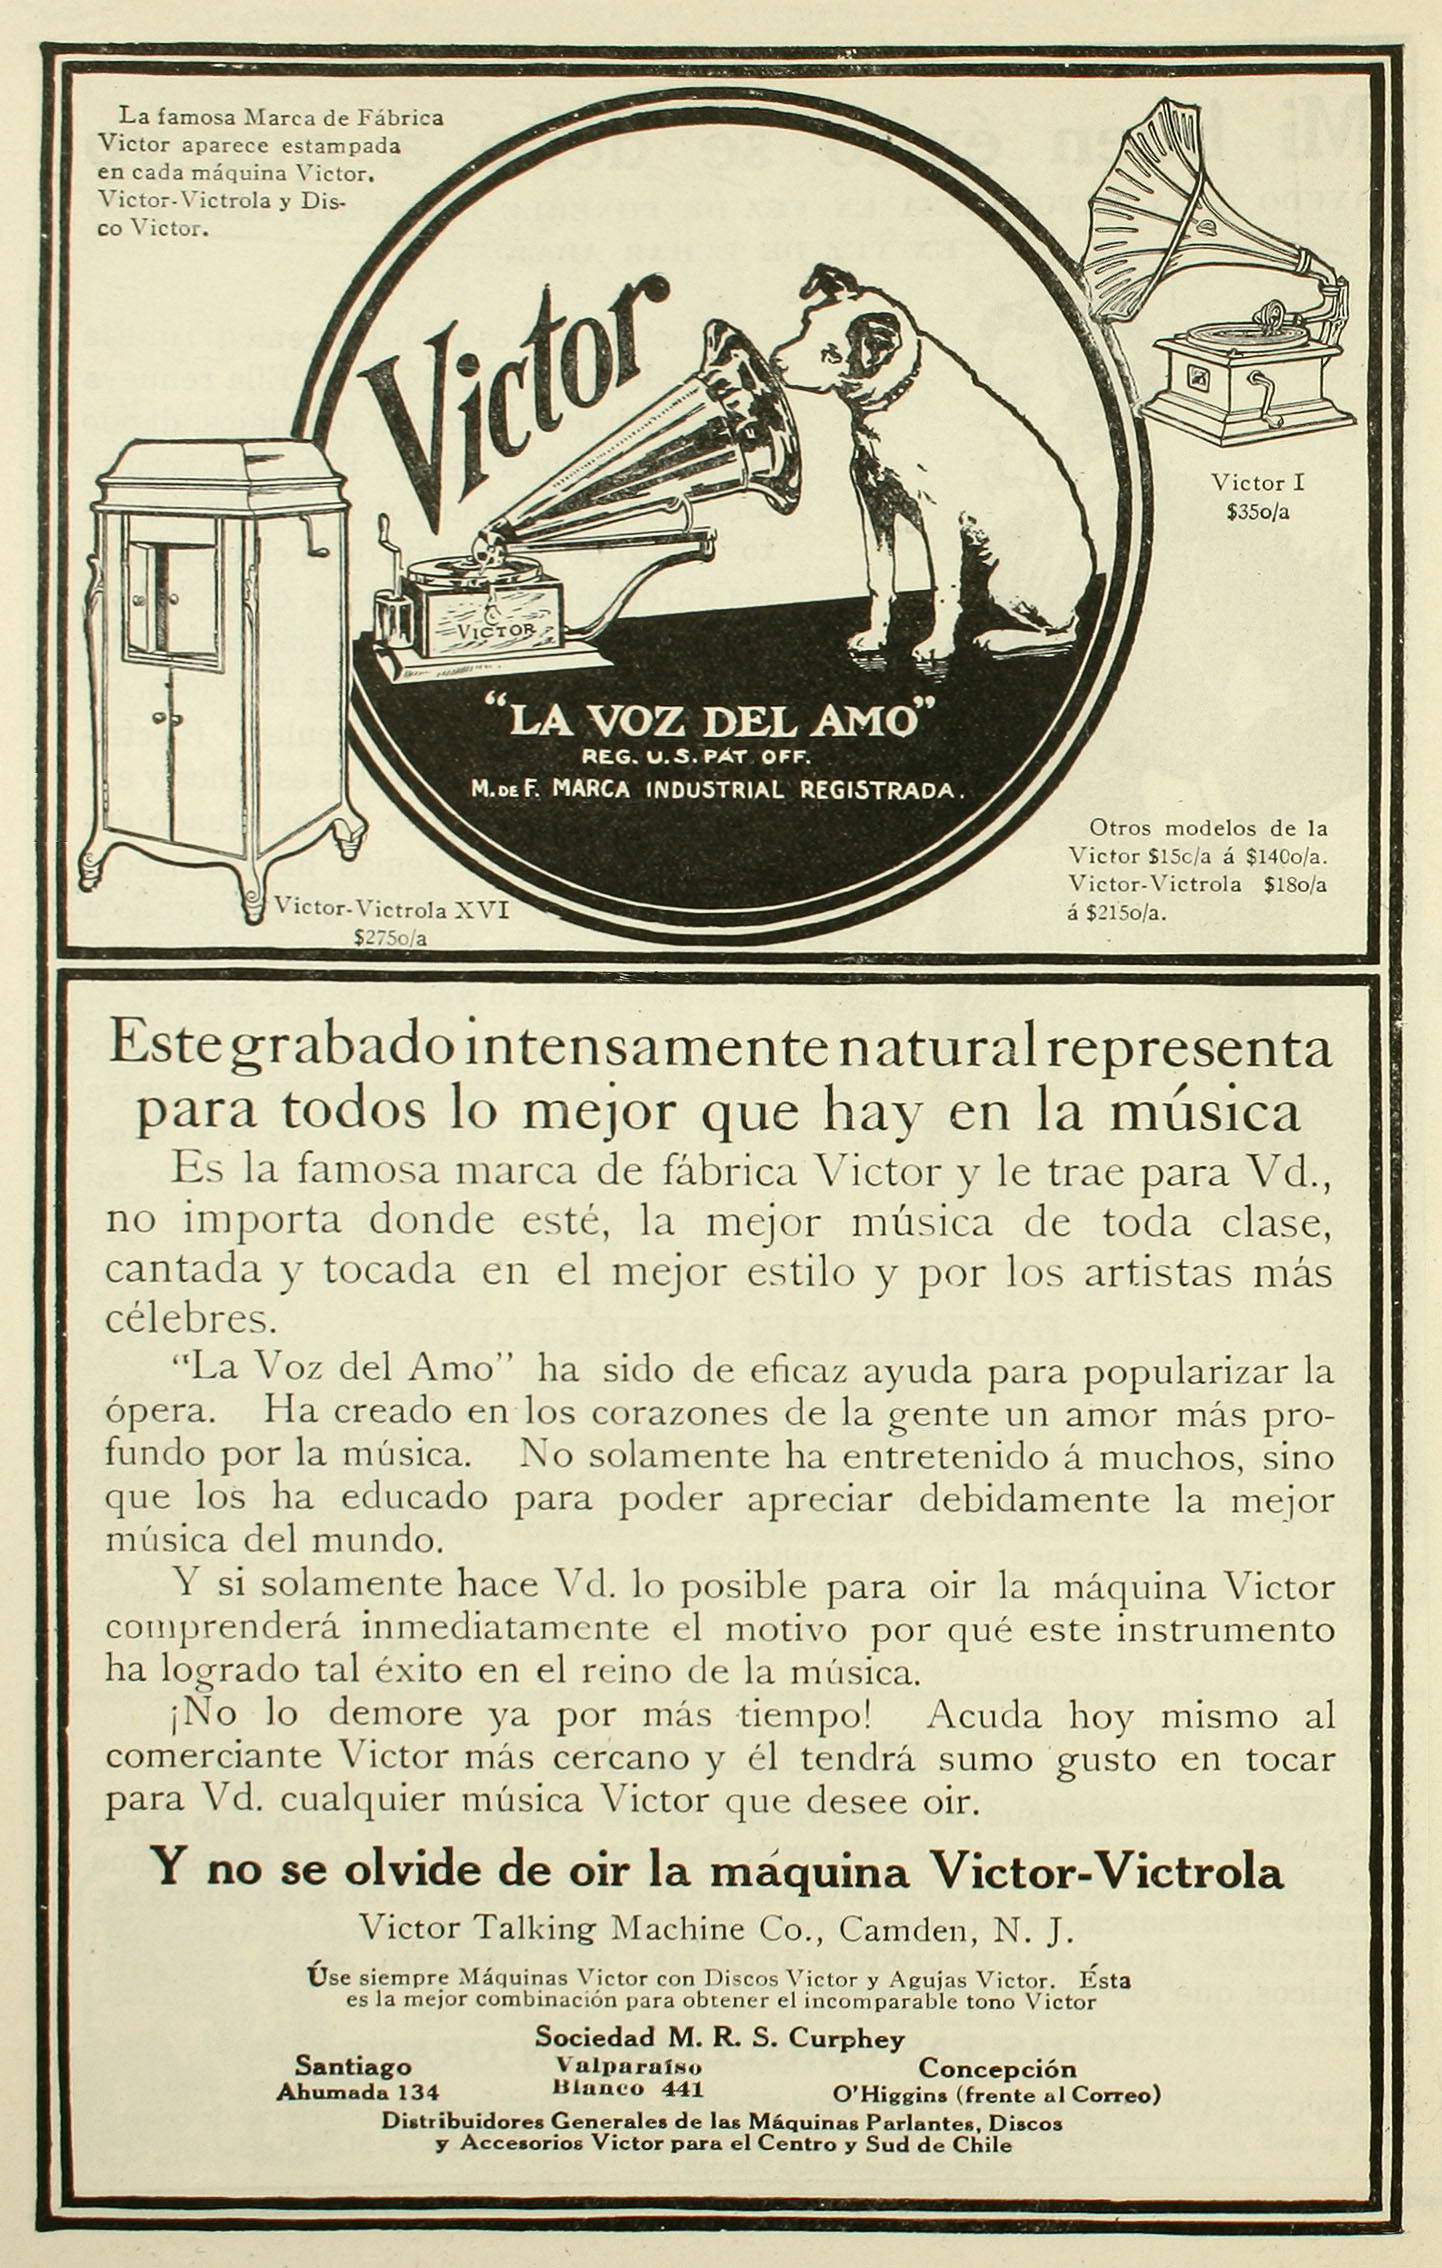 La famosa Marca de Fábrica
Victor aparece estampada
en cada máquina Victor.
Victor-Victrola y Dis-
co Victor.
Victor
VICTOR
"LA VOZ DEL AMO"
REG. U.S. PAT OFF.
M. DE F. MARCA INDUSTRIAL REGISTRADA.
Victor I
$35o/a
Victor-Victrola XVI
$275o/a
Otros modelos de la
Victor $15c/a á $140o/a.
Victor-Victrola $18o/a
á $215o/a.
Este grabado intensamente natural representa
para todos lo mejor que hay en la música
Es la famosa marca de fábrica Victor y le trae para Vd.,
no importa donde esté, la mejor música de toda clase,
cantada y tocada en el mejor estilo y por los artistas más
célebres.
"La Voz del Amo" ha sido de eficaz ayuda para popularizar la
ópera. Ha creado en los corazones de la gente un amor más pro-
fundo por la música. No solamente ha entretenido á muchos, sino
que los ha educado para poder apreciar debidamente la mejor
música del mundo.
Y si solamente hace Vd. lo posible para oir la máquina Victor
comprenderá inmediatamente el motivo por qué este instrumento
ha logrado tal éxito en el reino de la música.
¡No lo demore ya por más tiempo! Acuda hoy mismo al
comerciante Victor más cercano y él tendrá sumo gusto en tocar
para Vd. cualquier música Victor que desee oir.
Y no se olvide de oir la máquina Victor-Victrola
Victor Talking Machine Co., Camden, N. J.
Úse siempre Máquinas Victor con Discos Victor y Agujas Victor. Ésta
es la mejor combinación para obtener el incomparable tono Victor
Sociedad M. R. S. Curphey
Santiago Valparaíso Concepción
Ahumada 134 Blanco 441 O'Higgins (frente al Correo)
Distribuidores Generales de las Máquinas Parlantes, Discos
y Accesorios Victor para el Centro y Sud de Chile